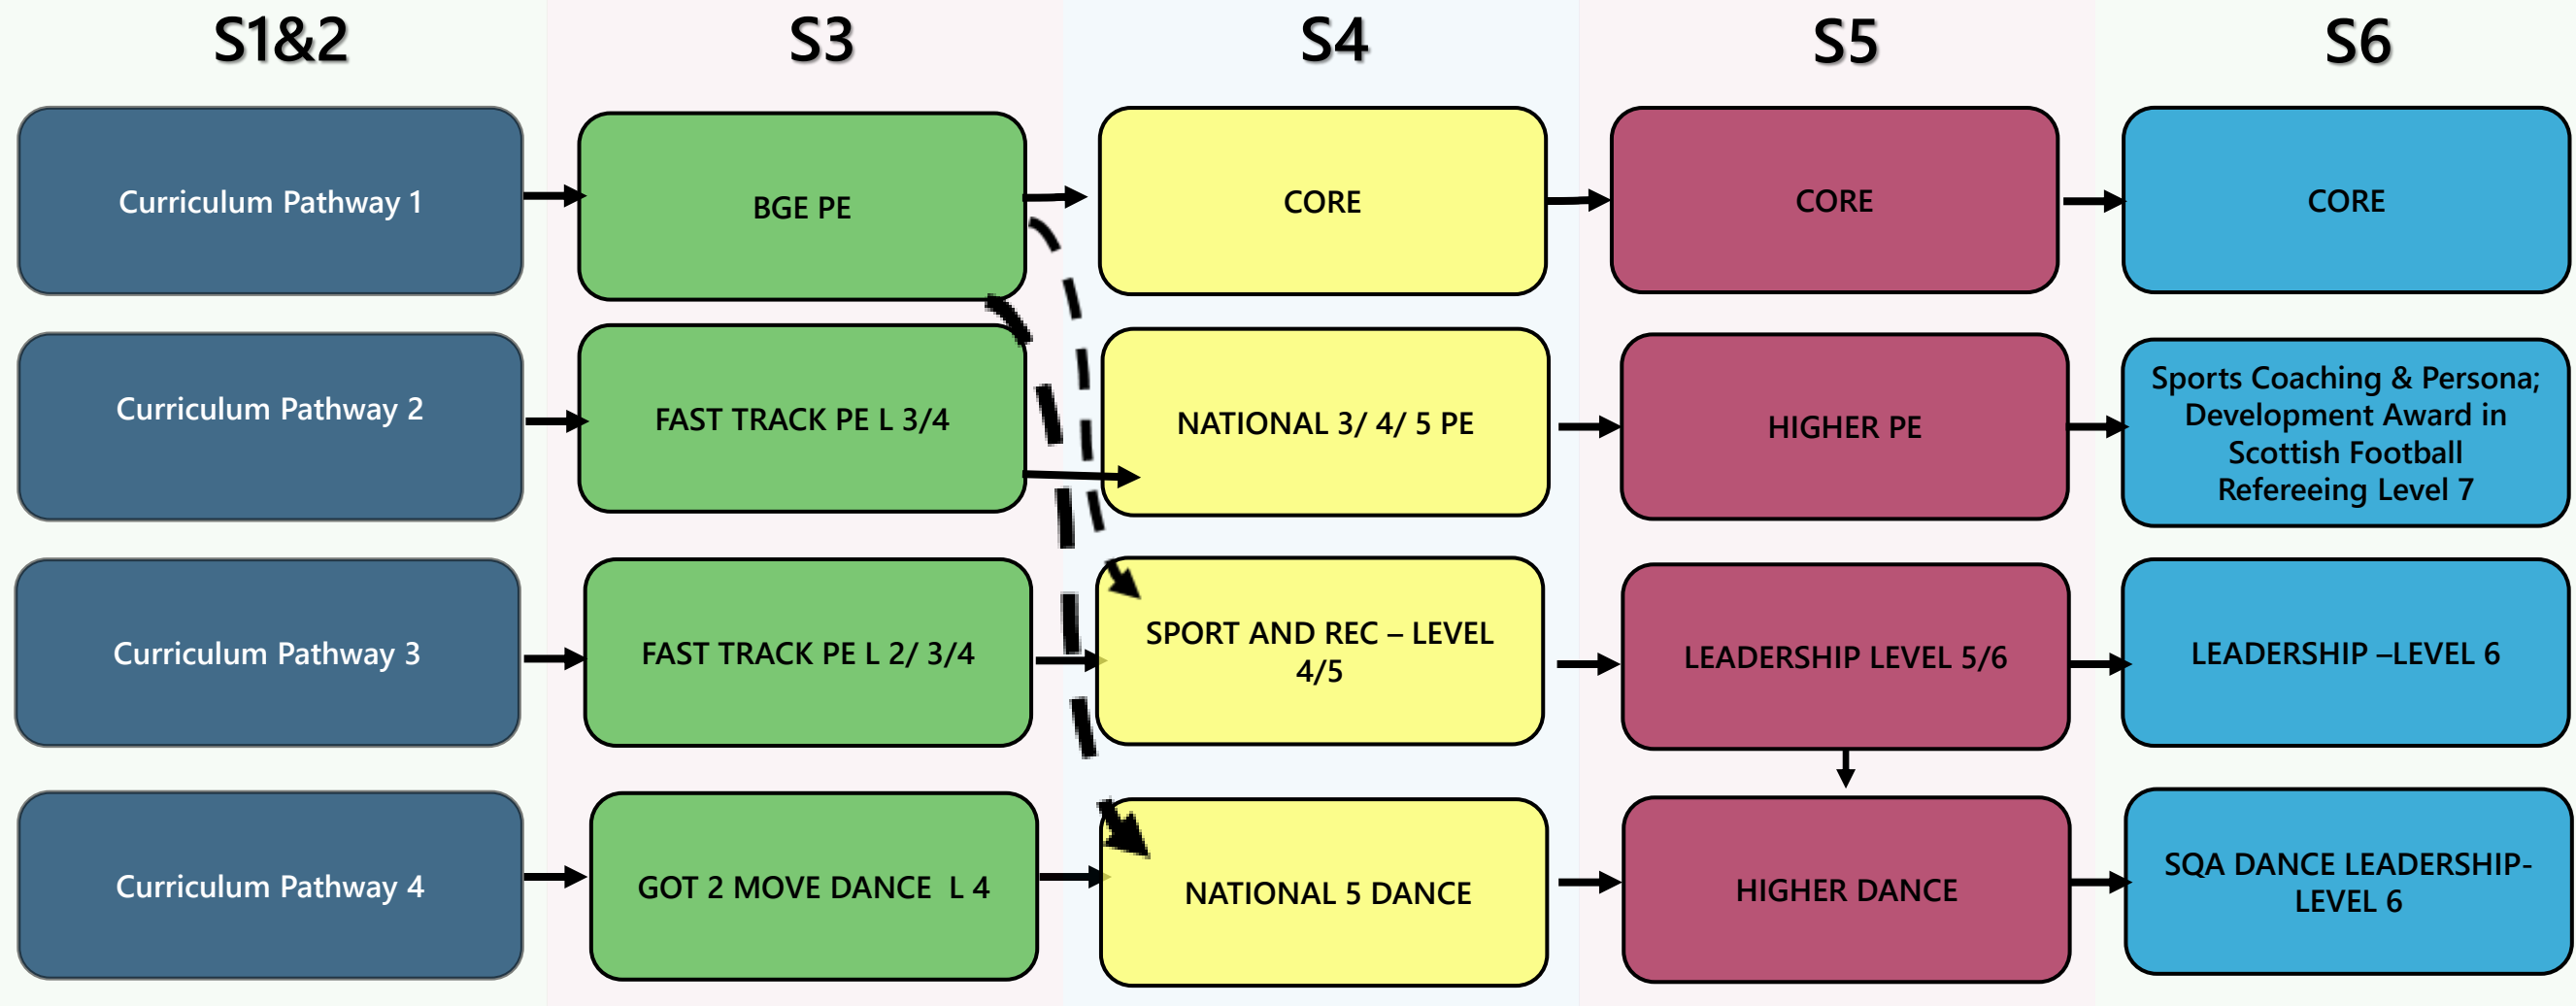 S1&2
S3
S4
S5
S6
Curriculum Pathway 1
BGE PE
CORE
CORE
CORE
Curriculum Pathway 2
FAST TRACK PE L 3/4
NATIONAL 3/ 4/ 5 PE
HIGHER PE
Sports Coaching & Persona;
Development Award in
Scottish Football
Refereeing Level 7
Curriculum Pathway 3
FAST TRACK PE L 2/ 3/4
SPORT AND REC – LEVEL
4/5
LEADERSHIP LEVEL 5/6
LEADERSHIP –LEVEL 6
Curriculum Pathway 4
GOT 2 MOVE DANCE  L 4
NATIONAL 5 DANCE
HIGHER DANCE
SQA DANCE LEADERSHIP-
LEVEL 6